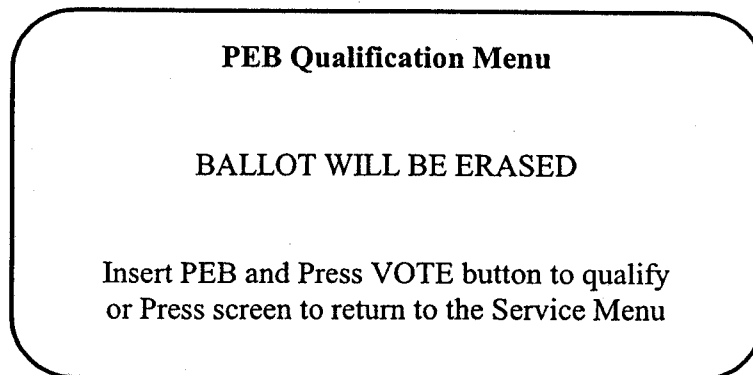 PEB Qualification Menu
BALLOT WILL BE ERASED
Insert PEB and Press VOTE button to qualify
or Press screen to return to the Service Menu